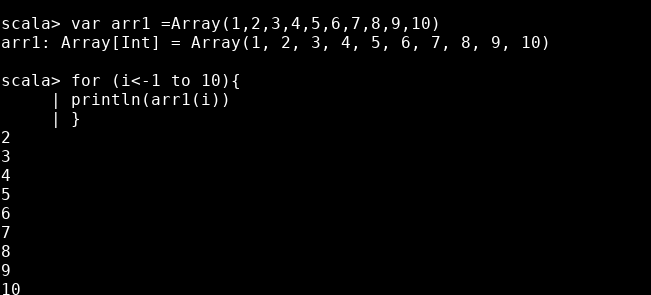 scala> var arr1 =Array(1,2,3,4,5,6,7,8,9,10)
arr1: Array[Int] = Array(1, 2, 3, 4, 5, 6, 7, 8, 9, 10)
scala> for (i<-1 to 10){
     | println(arr1(i))
     | }
2
3
4
5
6
7
8
9
10